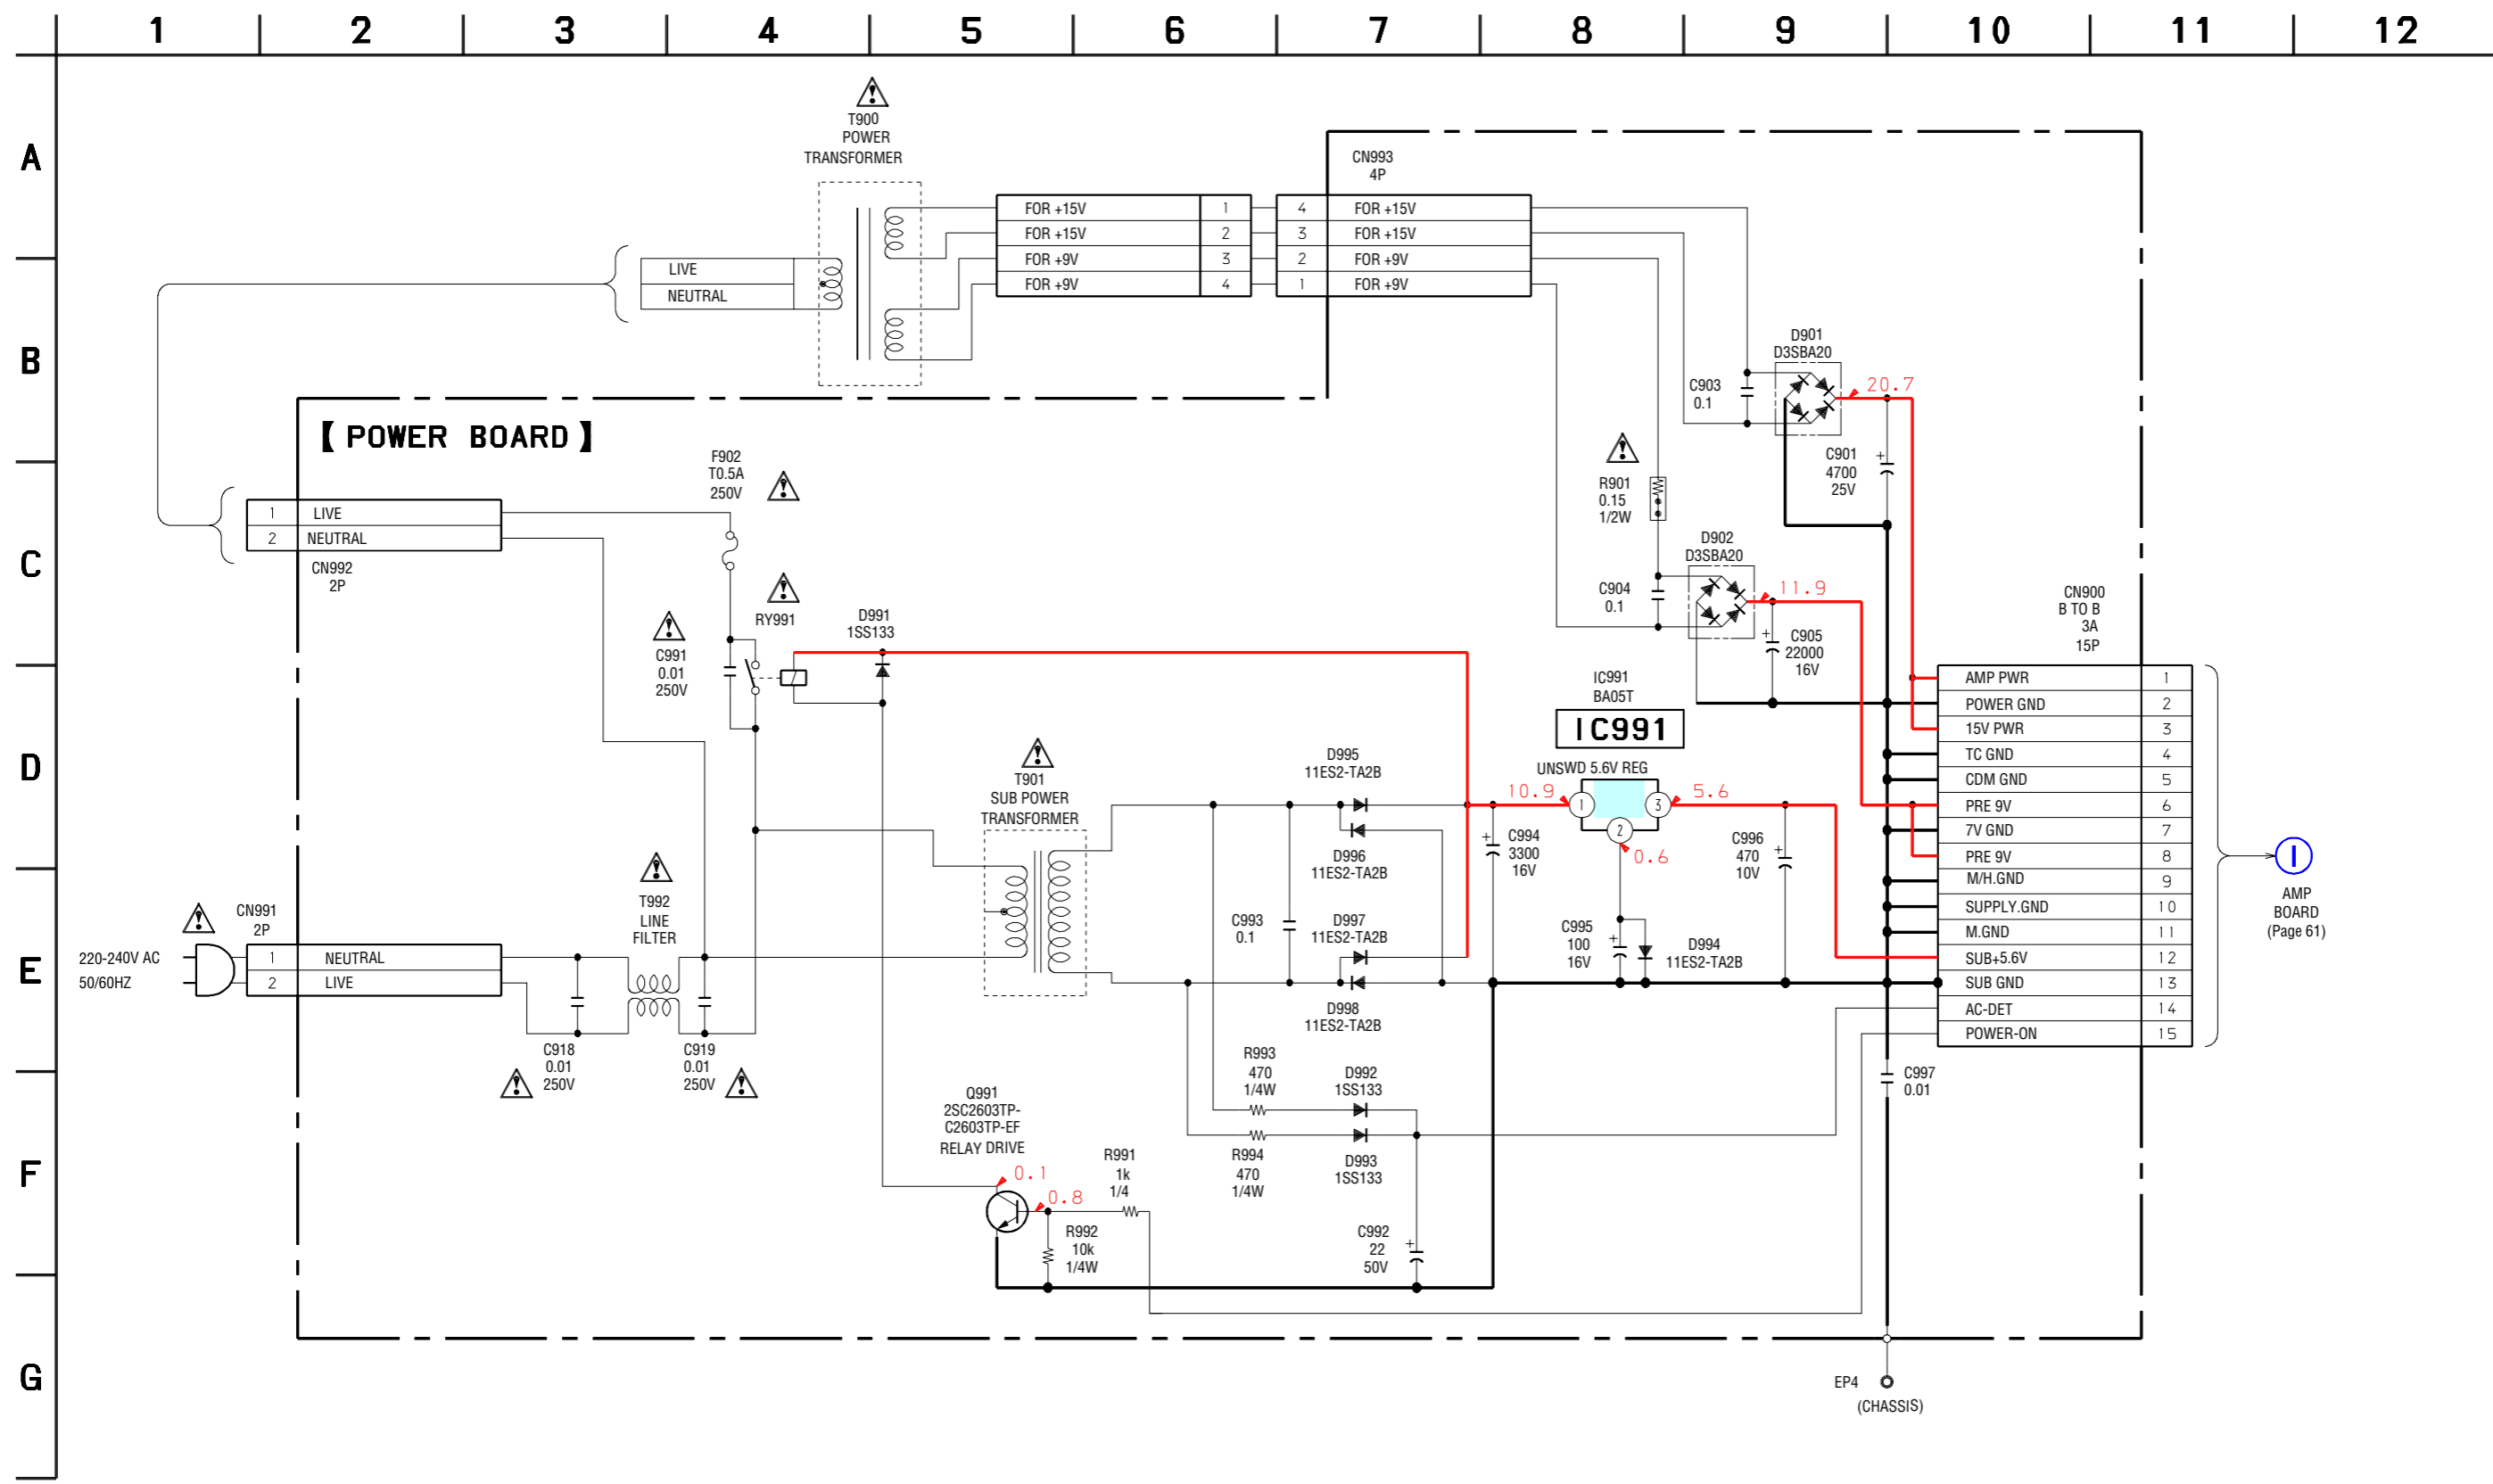 1 2 3 4 5 6 7 8 9 10 11 12
A
B
C
D
E
F
G
T900
POWER
TRANSFORMER
LIVE
NEUTRAL
FOR +15V 1
FOR +15V 2
FOR +9V 3
FOR +9V 4
CN993
4P
4 FOR +15V
3 FOR +15V
2 FOR +9V
1 FOR +9V
D901
D3SBA20
20.7
C903
0.1
C901
4700
25V
+
R901
0.15
1/2W
D902
D3SBA20
11.9
C904
0.1
C905
22000
16V
+
【 POWER BOARD 】
F902
T0.5A
250V
1 LIVE
2 NEUTRAL
CN992
2P
RY991
C991
0.01
250V
D991
1SS133
IC991
BA05T
IC991
UNSWD 5.6V REG
10.9
1
2
3
5.6
0.6
T901
SUB POWER
TRANSFORMER
D995
11ES2-TA2B
D996
11ES2-TA2B
D997
11ES2-TA2B
D998
11ES2-TA2B
C993
0.1
C994
3300
16V
+
C995
100
16V
+
D994
11ES2-TA2B
C996
470
10V
+
T992
LINE
FILTER
CN991
2P
220-240V AC
50/60HZ
1 NEUTRAL
2 LIVE
C918
0.01
250V
C919
0.01
250V
Q991
2SC2603TP-
C2603TP-EF
RELAY DRIVE
0.1
0.8
R991
1k
1/4
R992
10k
1/4W
R993
470
1/4W
R994
470
1/4W
D992
1SS133
D993
1SS133
C992
22
50V
+
CN900
B TO B
3A
15P
AMP PWR 1
POWER GND 2
15V PWR 3
TC GND 4
CDM GND 5
PRE 9V 6
7V GND 7
PRE 9V 8
M/H.GND 9
SUPPLY.GND 10
M.GND 11
SUB+5.6V 12
SUB GND 13
AC-DET 14
POWER-ON 15
I
AMP
BOARD
(Page 61)
C997
0.01
EP4
(CHASSIS)